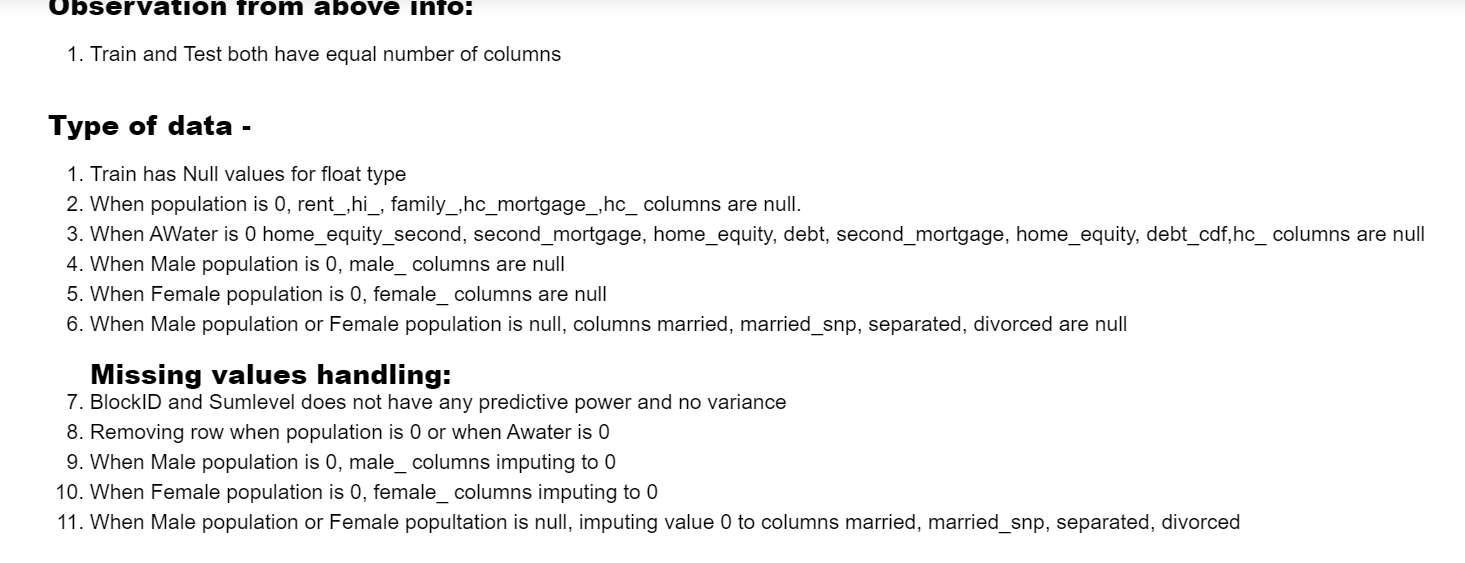 Observation from above info:
1. Train and Test both have equal number of columns
Type of data -
1. Train has Null values for float type
2. When population is 0, rent_,hi_, family_,hc_mortgage_,hc_ columns are null.
3. When AWater is 0 home_equity_second, second_mortgage, home_equity, debt, second_mortgage, home_equity, debt_cdf,hc_ columns are null
4. When Male population is 0, male_ columns are null
5. When Female population is 0, female_ columns are null
6. When Male population or Female population is null, columns married, married_snp, separated, divorced are null
Missing values handling:
7. BlockID and Sumlevel does not have any predictive power and no variance
8. Removing row when population is 0 or when Awater is 0
9. When Male population is 0, male_ columns imputing to 0
10. When Female population is 0, female_ columns imputing to 0
11. When Male population or Female popultation is null, imputing value 0 to columns married, married_snp, separated, divorced